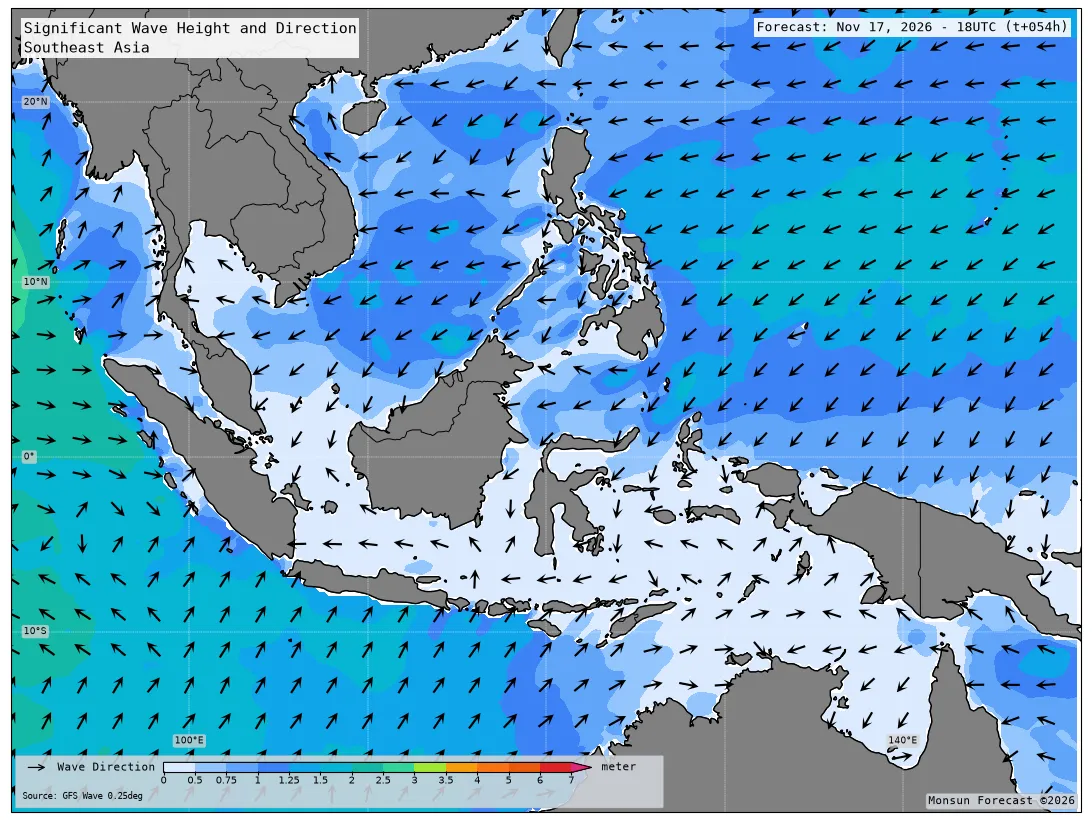 Significant Wave Height and Direction
Southeast Asia
Forecast: Nov 17, 2026 - 18UTC (t+054h)
20°N
10°N
0°
10°S
100°E
140°E
Wave Direction
meter
0 0.5 0.75 1 1.25 1.5 2 2.5 3 3.5 4 5 6 7
Source: GFS Wave 0.25deg
Monsun Forecast ©2026